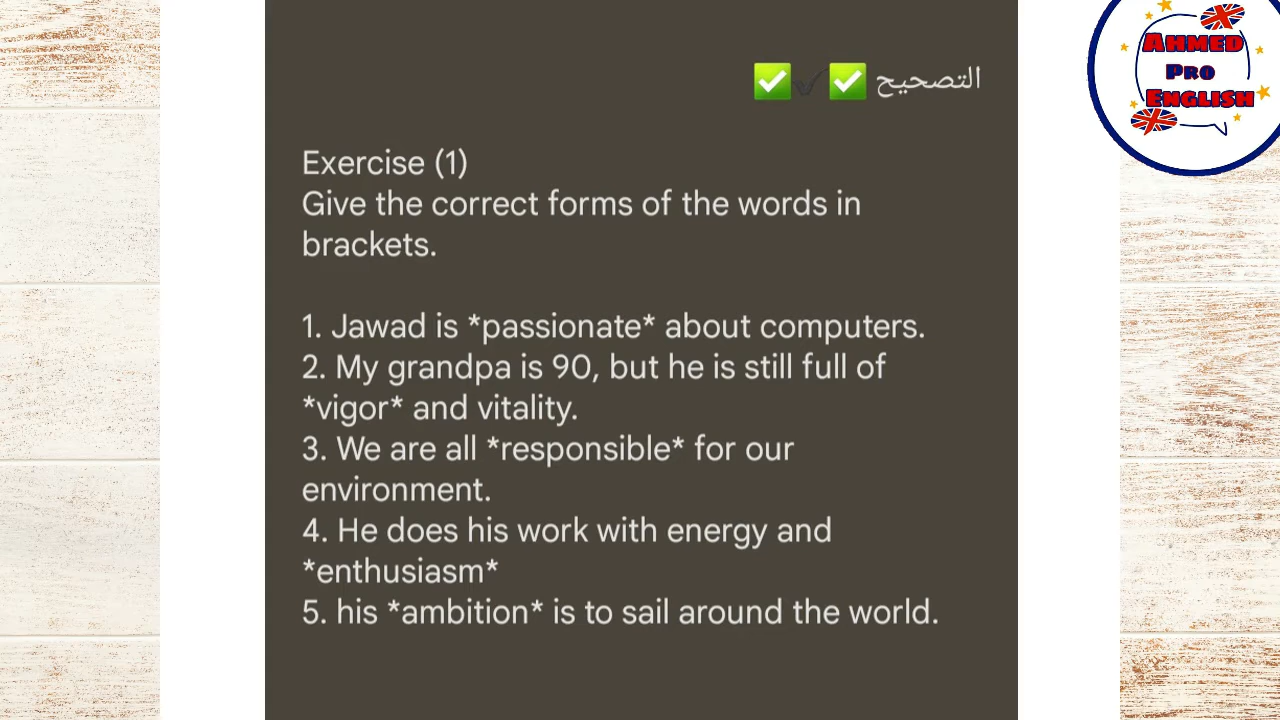 AHMED
PRO
ENGLISH
التصحيح ✅✔️✅
Exercise (1)
Give the correct forms of the words in
brackets.
1. Jawad is *passionate* about computers.
2. My grandpa is 90, but he is still full of
*vigor* and vitality.
3. We are all *responsible* for our
environment.
4. He does his work with energy and
*enthusiasm*
5. his *ambition* is to sail around the world.